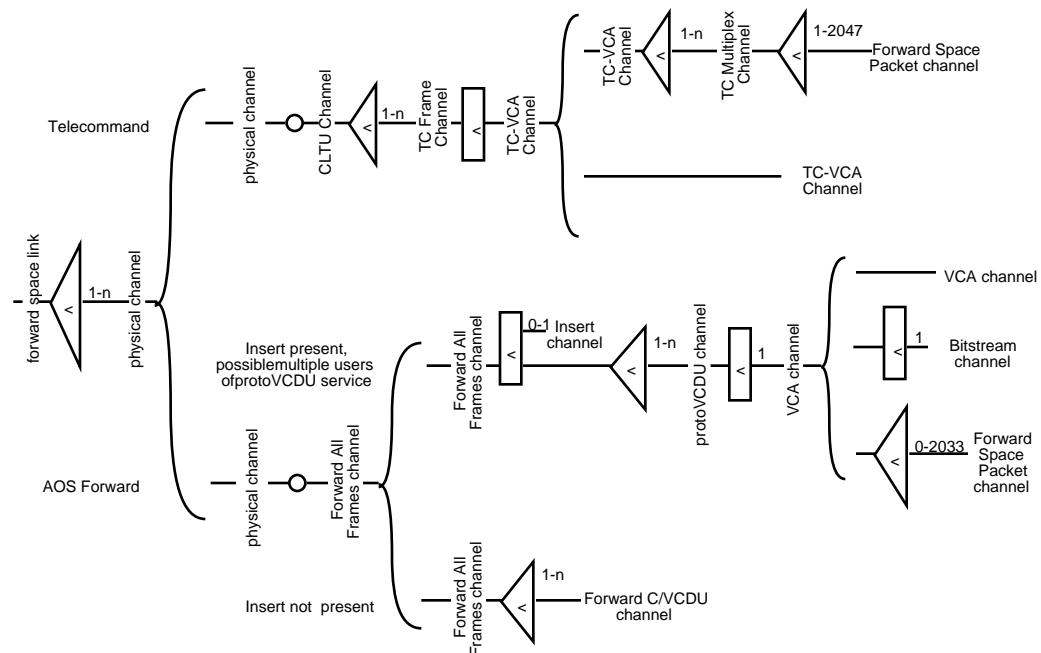 forward space link
<
1-n
physical channel
Telecommand
physical channel
CLTU Channel
<
1-n
TC Frame
Channel
<
TC-VCA
Channel
TC-VCA
Channel
<
1-n
TC Multiplex
Channel
<
1-2047
Forward Space
Packet channel
TC-VCA
Channel
AOS Forward
physical channel
Forward All
Frames channel
Insert present,
possiblemultiple users
ofprotoVCDU service
Forward All
Frames channel
<
0-1
Insert
channel
<
1-n
protoVCDU channel
<
1
VCA channel
VCA channel
<
1
Bitstream
channel
<
0-2033
Forward
Space
Packet
channel
Insert not present
Forward All
Frames channel
<
1-n
Forward C/VCDU
channel